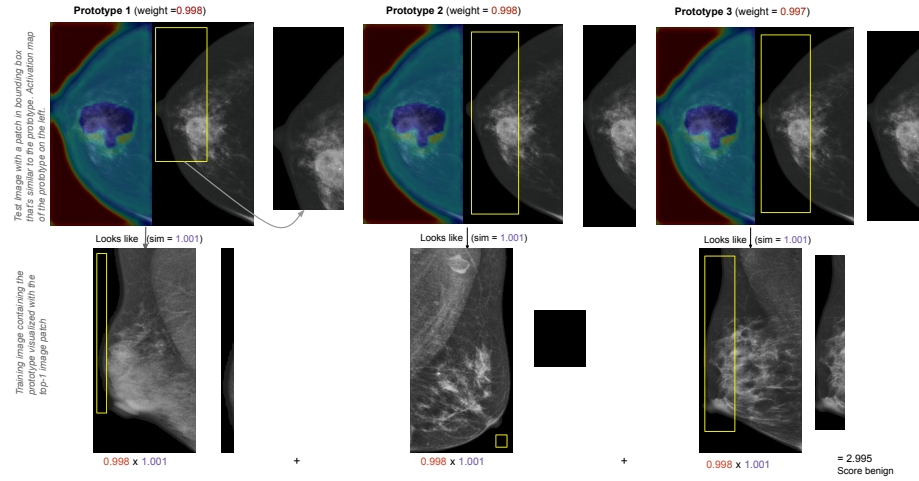 Prototype 1 (weight =0.998)
Prototype 2 (weight = 0.998)
Prototype 3 (weight = 0.997)
Test Image with a patch in bounding box
that's similar to the prototype. Activation map
of the prototype on the left.
Looks like (sim = 1.001)
Looks like (sim = 1.001)
Looks like (sim = 1.001)
Training image containing the
prototype visualized with the
top-1 image patch
0.998 x 1.001
+
0.998 x 1.001
+
0.998 x 1.001
= 2.995
Score benign